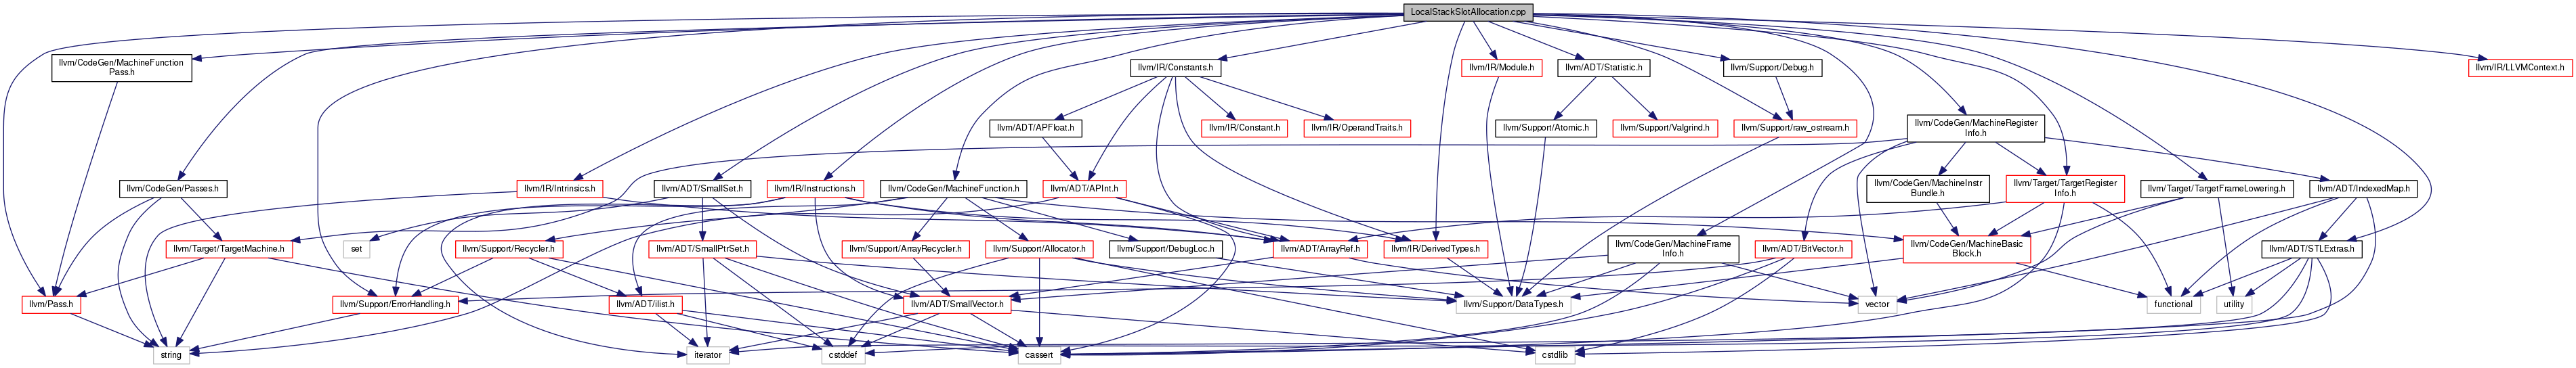 LocalStackSlotAllocation.cpp
llvm/CodeGen/MachineFunction
Pass.h
llvm/IR/Constants.h
llvm/IR/Module.h
llvm/ADT/Statistic.h
llvm/Support/Debug.h
llvm/IR/LLVMContext.h
llvm/ADT/APFloat.h
llvm/IR/Constant.h
llvm/IR/OperandTraits.h
llvm/Support/Atomic.h
llvm/Support/Valgrind.h
llvm/Support/raw_ostream.h
llvm/CodeGen/MachineRegister
Info.h
llvm/CodeGen/Passes.h
llvm/IR/Intrinsics.h
llvm/ADT/SmallSet.h
llvm/IR/Instructions.h
llvm/CodeGen/MachineFunction.h
llvm/ADT/APInt.h
llvm/CodeGen/MachineInstr
Bundle.h
llvm/Target/TargetRegister
Info.h
llvm/Target/TargetFrameLowering.h
llvm/ADT/IndexedMap.h
llvm/Target/TargetMachine.h
set
llvm/Support/Recycler.h
llvm/ADT/SmallPtrSet.h
llvm/Support/ArrayRecycler.h
llvm/Support/Allocator.h
llvm/Support/DebugLoc.h
llvm/ADT/ArrayRef.h
llvm/IR/DerivedTypes.h
llvm/CodeGen/MachineFrame
Info.h
llvm/ADT/BitVector.h
llvm/CodeGen/MachineBasic
Block.h
llvm/ADT/STLExtras.h
llvm/Pass.h
llvm/Support/ErrorHandling.h
llvm/ADT/ilist.h
llvm/ADT/SmallVector.h
llvm/Support/DataTypes.h
vector
functional
utility
string
iterator
cstddef
cassert
cstdlib